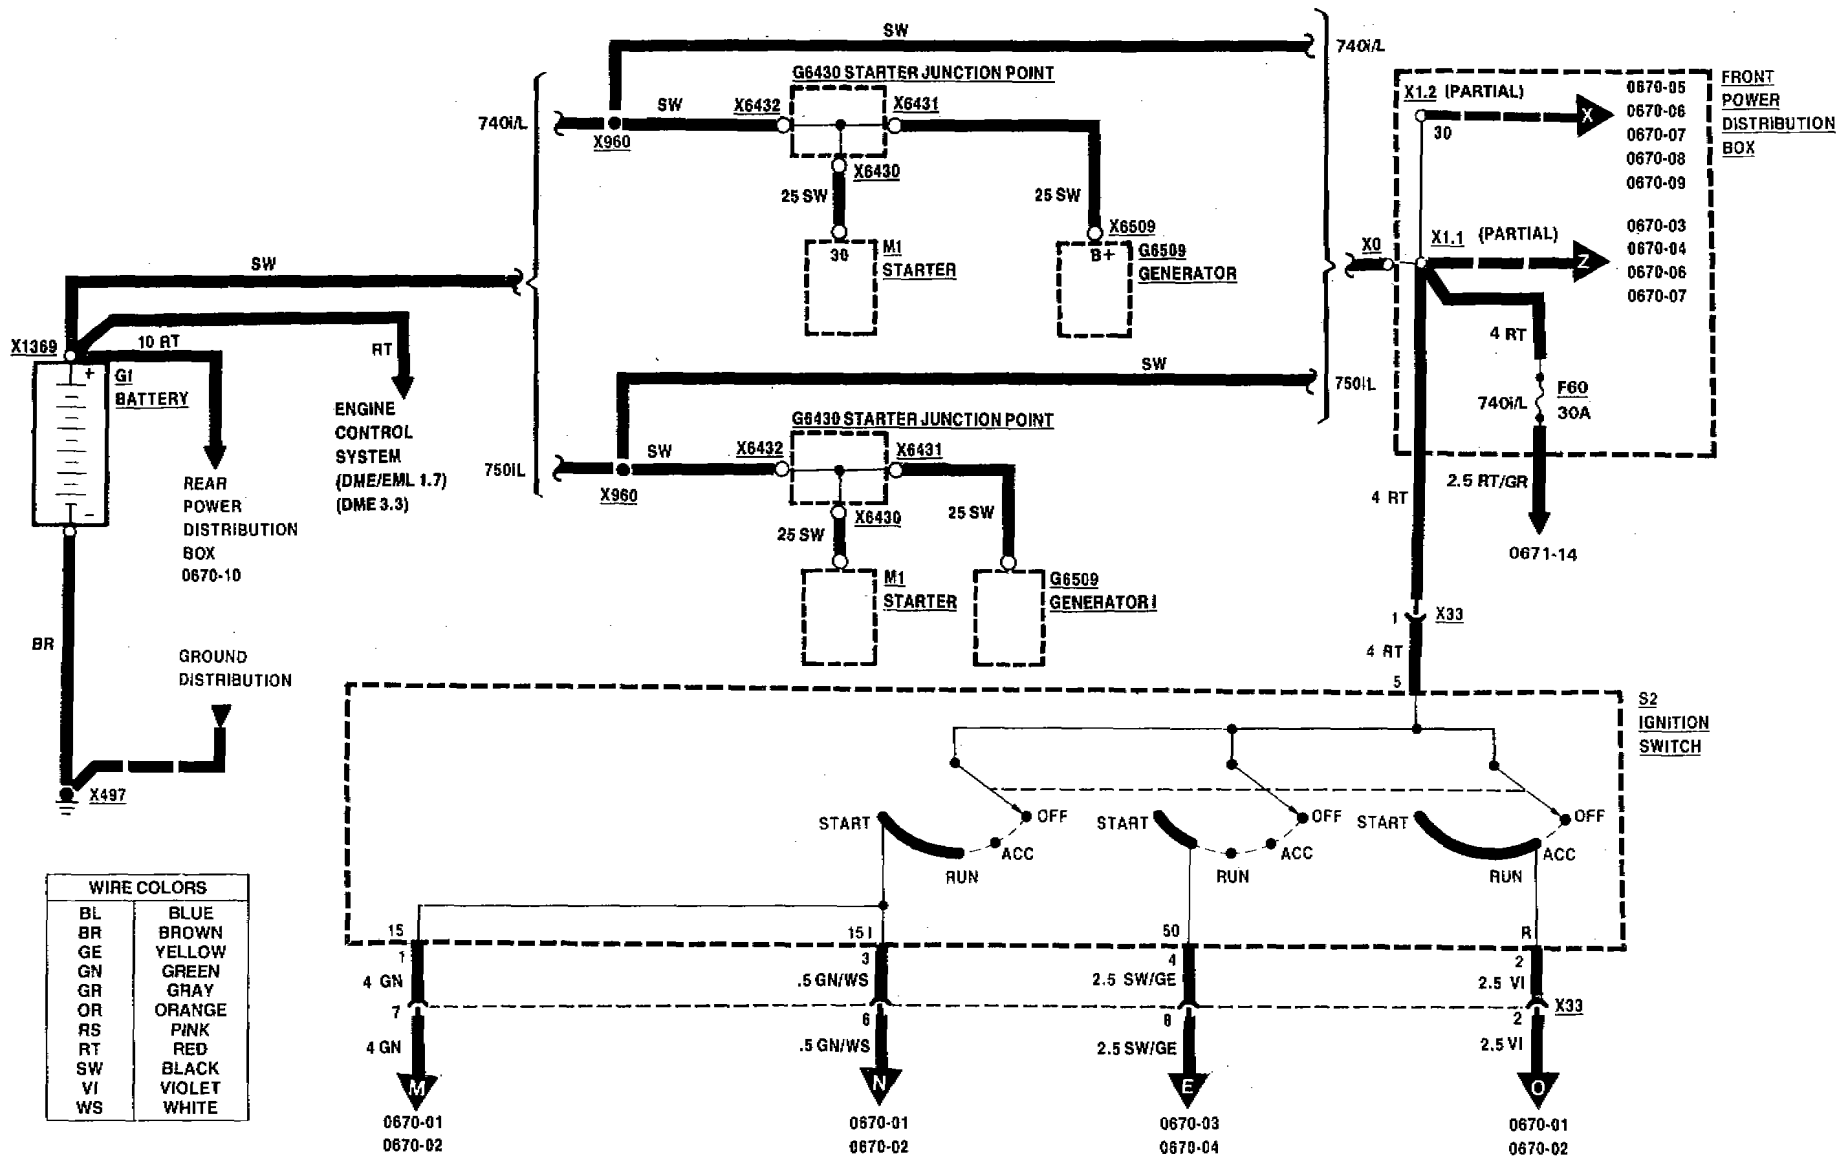 SW
740i/L
G6430 STARTER JUNCTION POINT
X6432
X6431
SW
740i/L
X960
X6430
25 SW
25 SW
X6509
30
M1
STARTER
B+
G6509
GENERATOR
FRONT
POWER
DISTRIBUTION
BOX
X1.2 (PARTIAL)
30
X
0670-05
0670-06
0670-07
0670-08
0670-09
X0
X1.1 (PARTIAL)
Z
0670-03
0670-04
0670-06
0670-07
4 RT
740i/L
F60
30A
2.5 RT/GR
0671-14
4 RT
1
X33
4 RT
5
SW
X1369
10 RT
RT
+
G1
BATTERY
-
REAR
POWER
DISTRIBUTION
BOX
0670-10
ENGINE
CONTROL
SYSTEM
(DME/EML 1.7)
(DME 3.3)
SW
750IL
G6430 STARTER JUNCTION POINT
X6432
X6431
SW
750IL
X960
X6430
25 SW
25 SW
M1
STARTER
G6509
GENERATOR I
BR
GROUND
DISTRIBUTION
X497
S2
IGNITION
SWITCH
START
OFF
ACC
RUN
START
OFF
ACC
RUN
START
OFF
ACC
RUN
15
15 I
50
R
1
3
4
2
4 GN
.5 GN/WS
2.5 SW/GE
2.5 VI
7
6
8
2
X33
4 GN
.5 GN/WS
2.5 SW/GE
2.5 VI
M
N
E
O
0670-01
0670-02
0670-01
0670-02
0670-03
0670-04
0670-01
0670-02
WIRE COLORS
BL BLUE
BR BROWN
GE YELLOW
GN GREEN
GR GRAY
OR ORANGE
RS PINK
RT RED
SW BLACK
VI VIOLET
WS WHITE